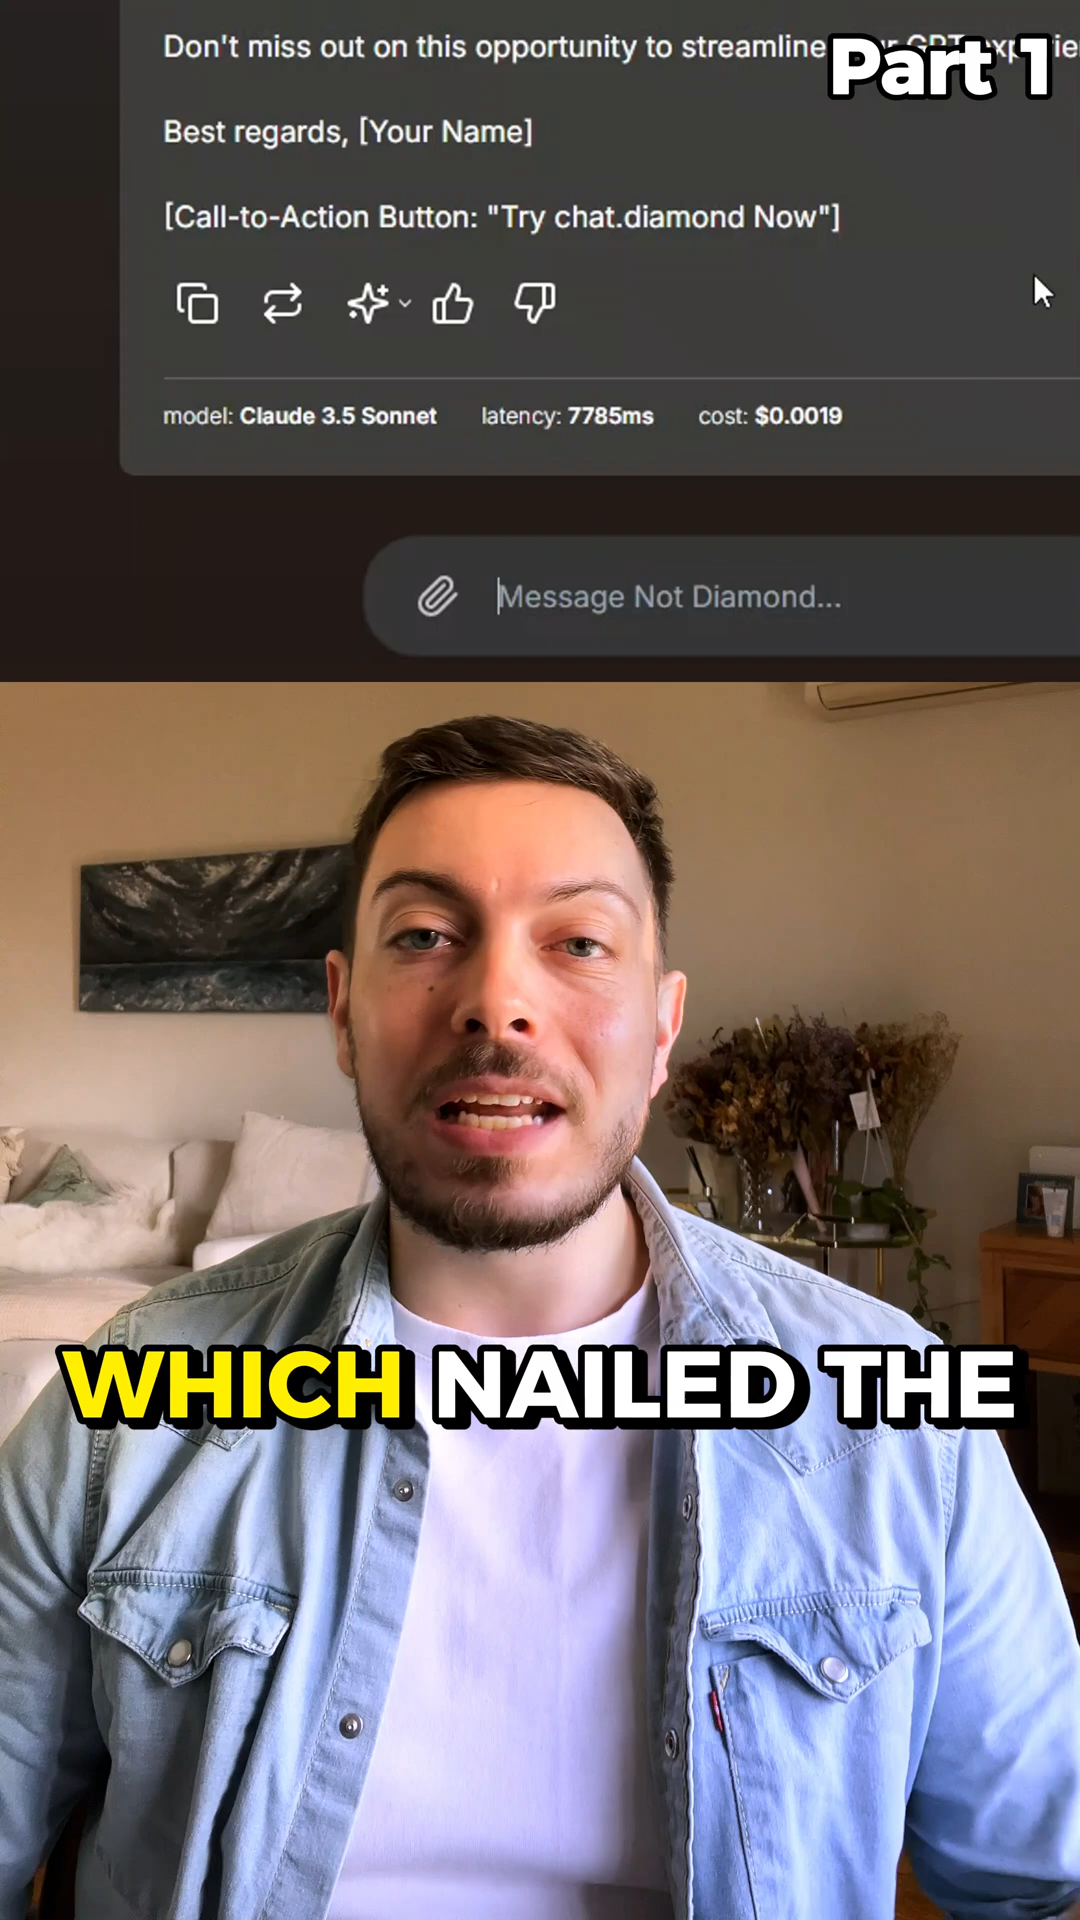 Don't miss out on this opportunity to streamline
Part 1
Best regards, [Your Name]
[Call-to-Action Button: "Try chat.diamond Now"]
model: Claude 3.5 Sonnet latency: 7785ms cost: $0.0019
Message Not Diamond...
WHICH NAILED THE